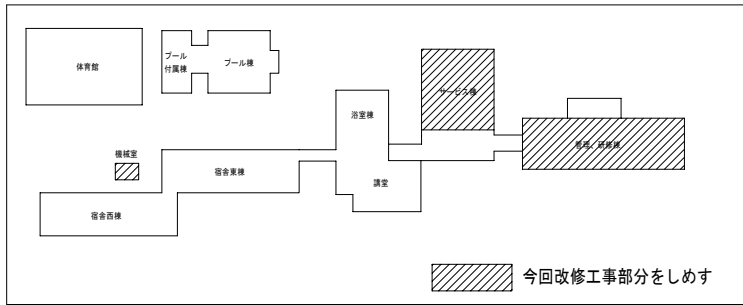 体育館
プール
付属棟
プール棟
サービス棟
浴室棟
管理、研修棟
機械室
宿舎東棟
講堂
宿舎西棟
今回改修工事部分をしめす